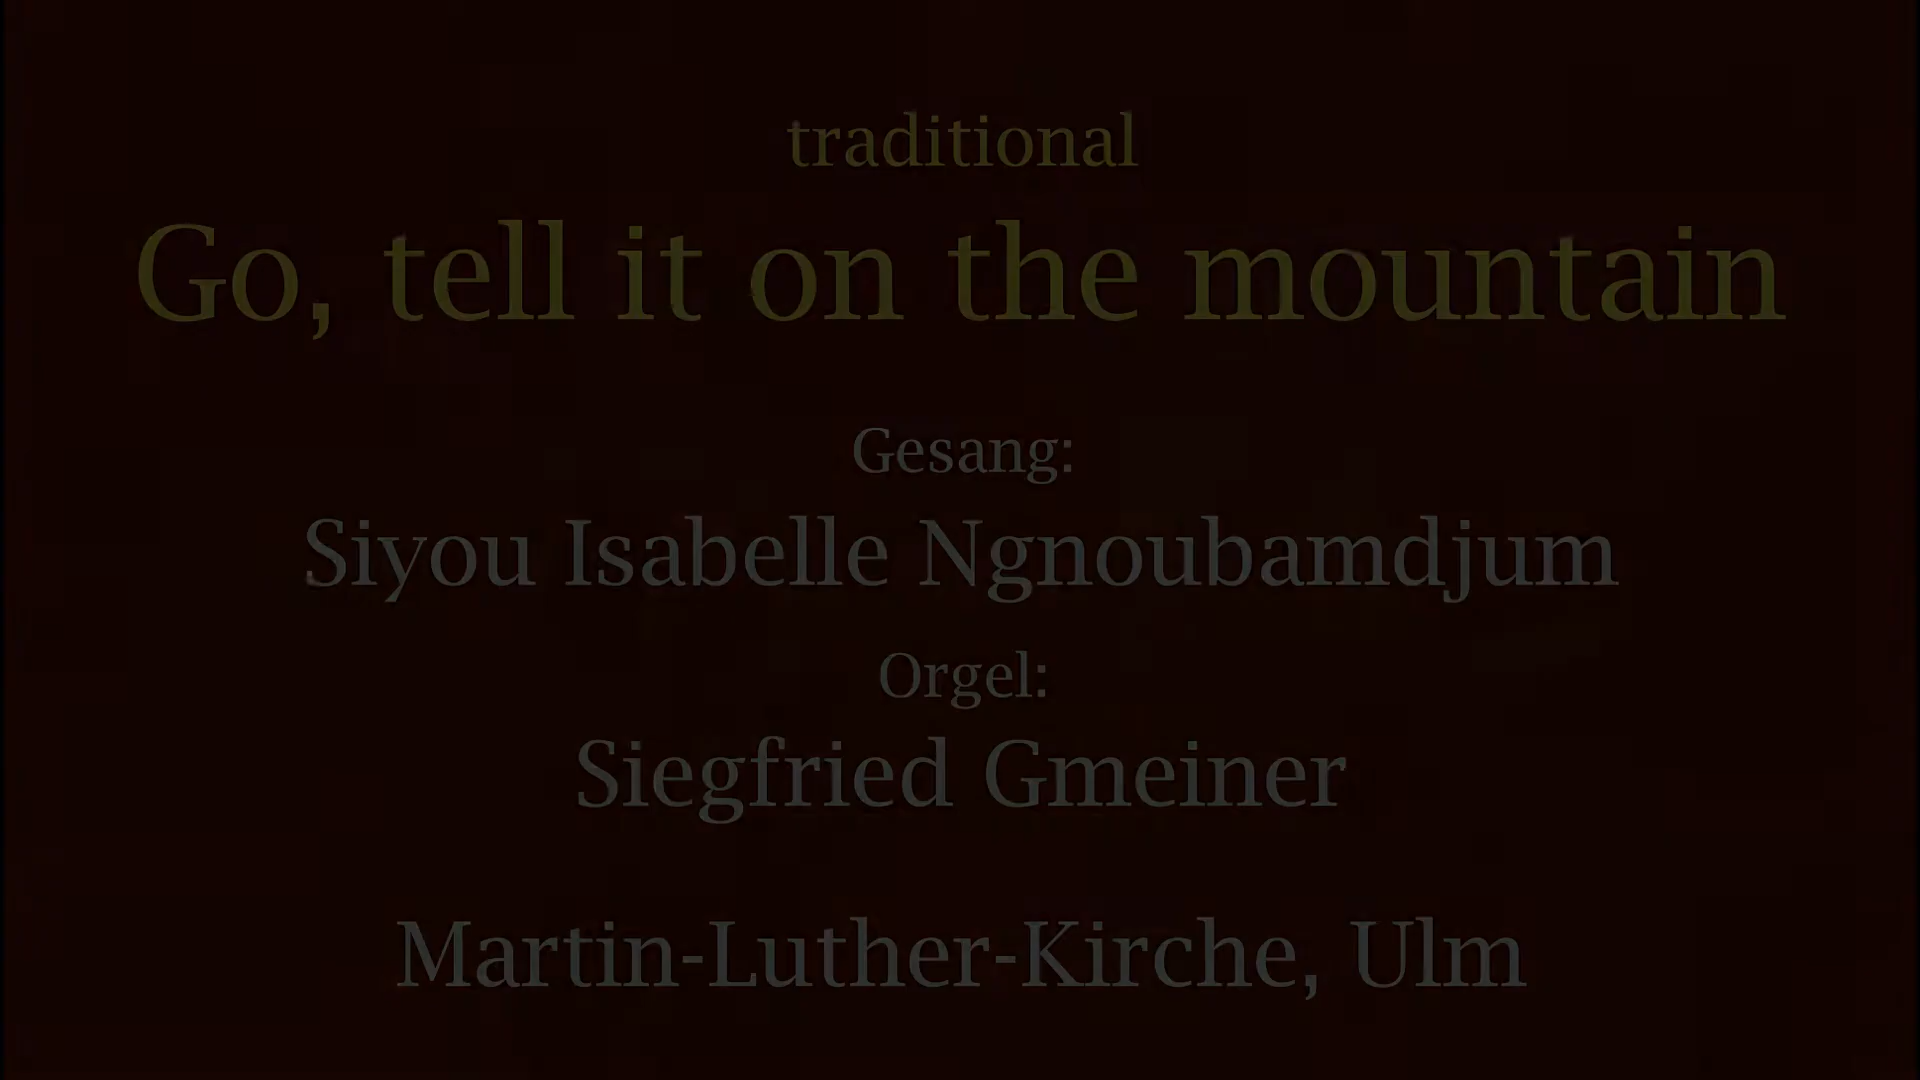 traditional
Go, tell it on the mountain
Gesang:
Siyou Isabelle Ngnoubamdjum
Orgel:
Siegfried Gmeiner
Martin-Luther-Kirche, Ulm